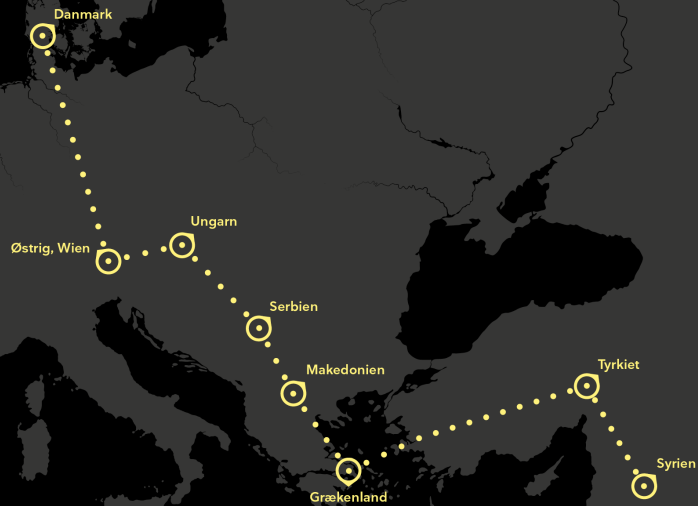 Danmark
Ungarn
Østrig, Wien
Serbien
Makedonien
Tyrkiet
Syrien
Grækenland